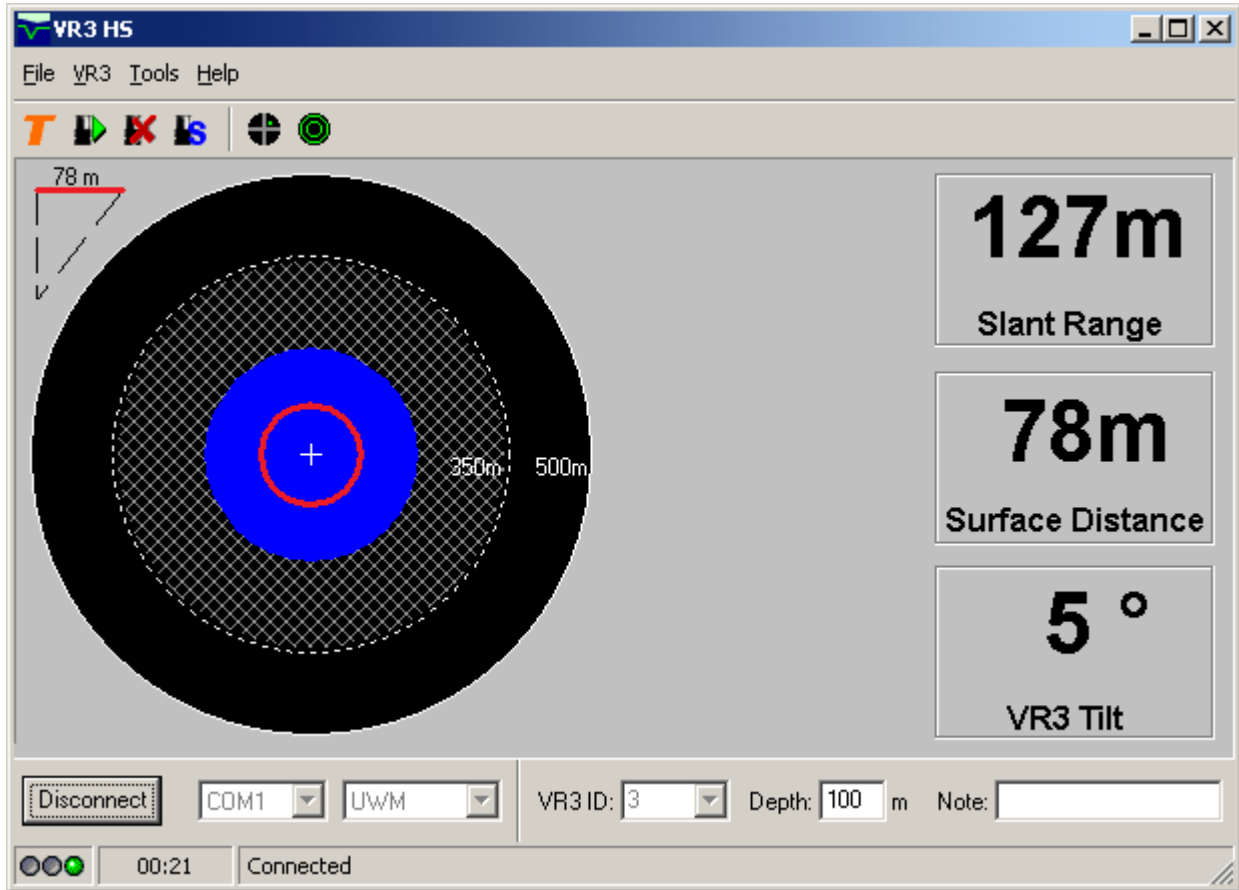 VR3 HS
File VR3 Tools Help
T S
78 m
127m
Slant Range
350m 500m
78m
Surface Distance
5 °
VR3 Tilt
Disconnect COM1 UWM VR3 ID: 3 Depth: 100 m Note:
00:21 Connected